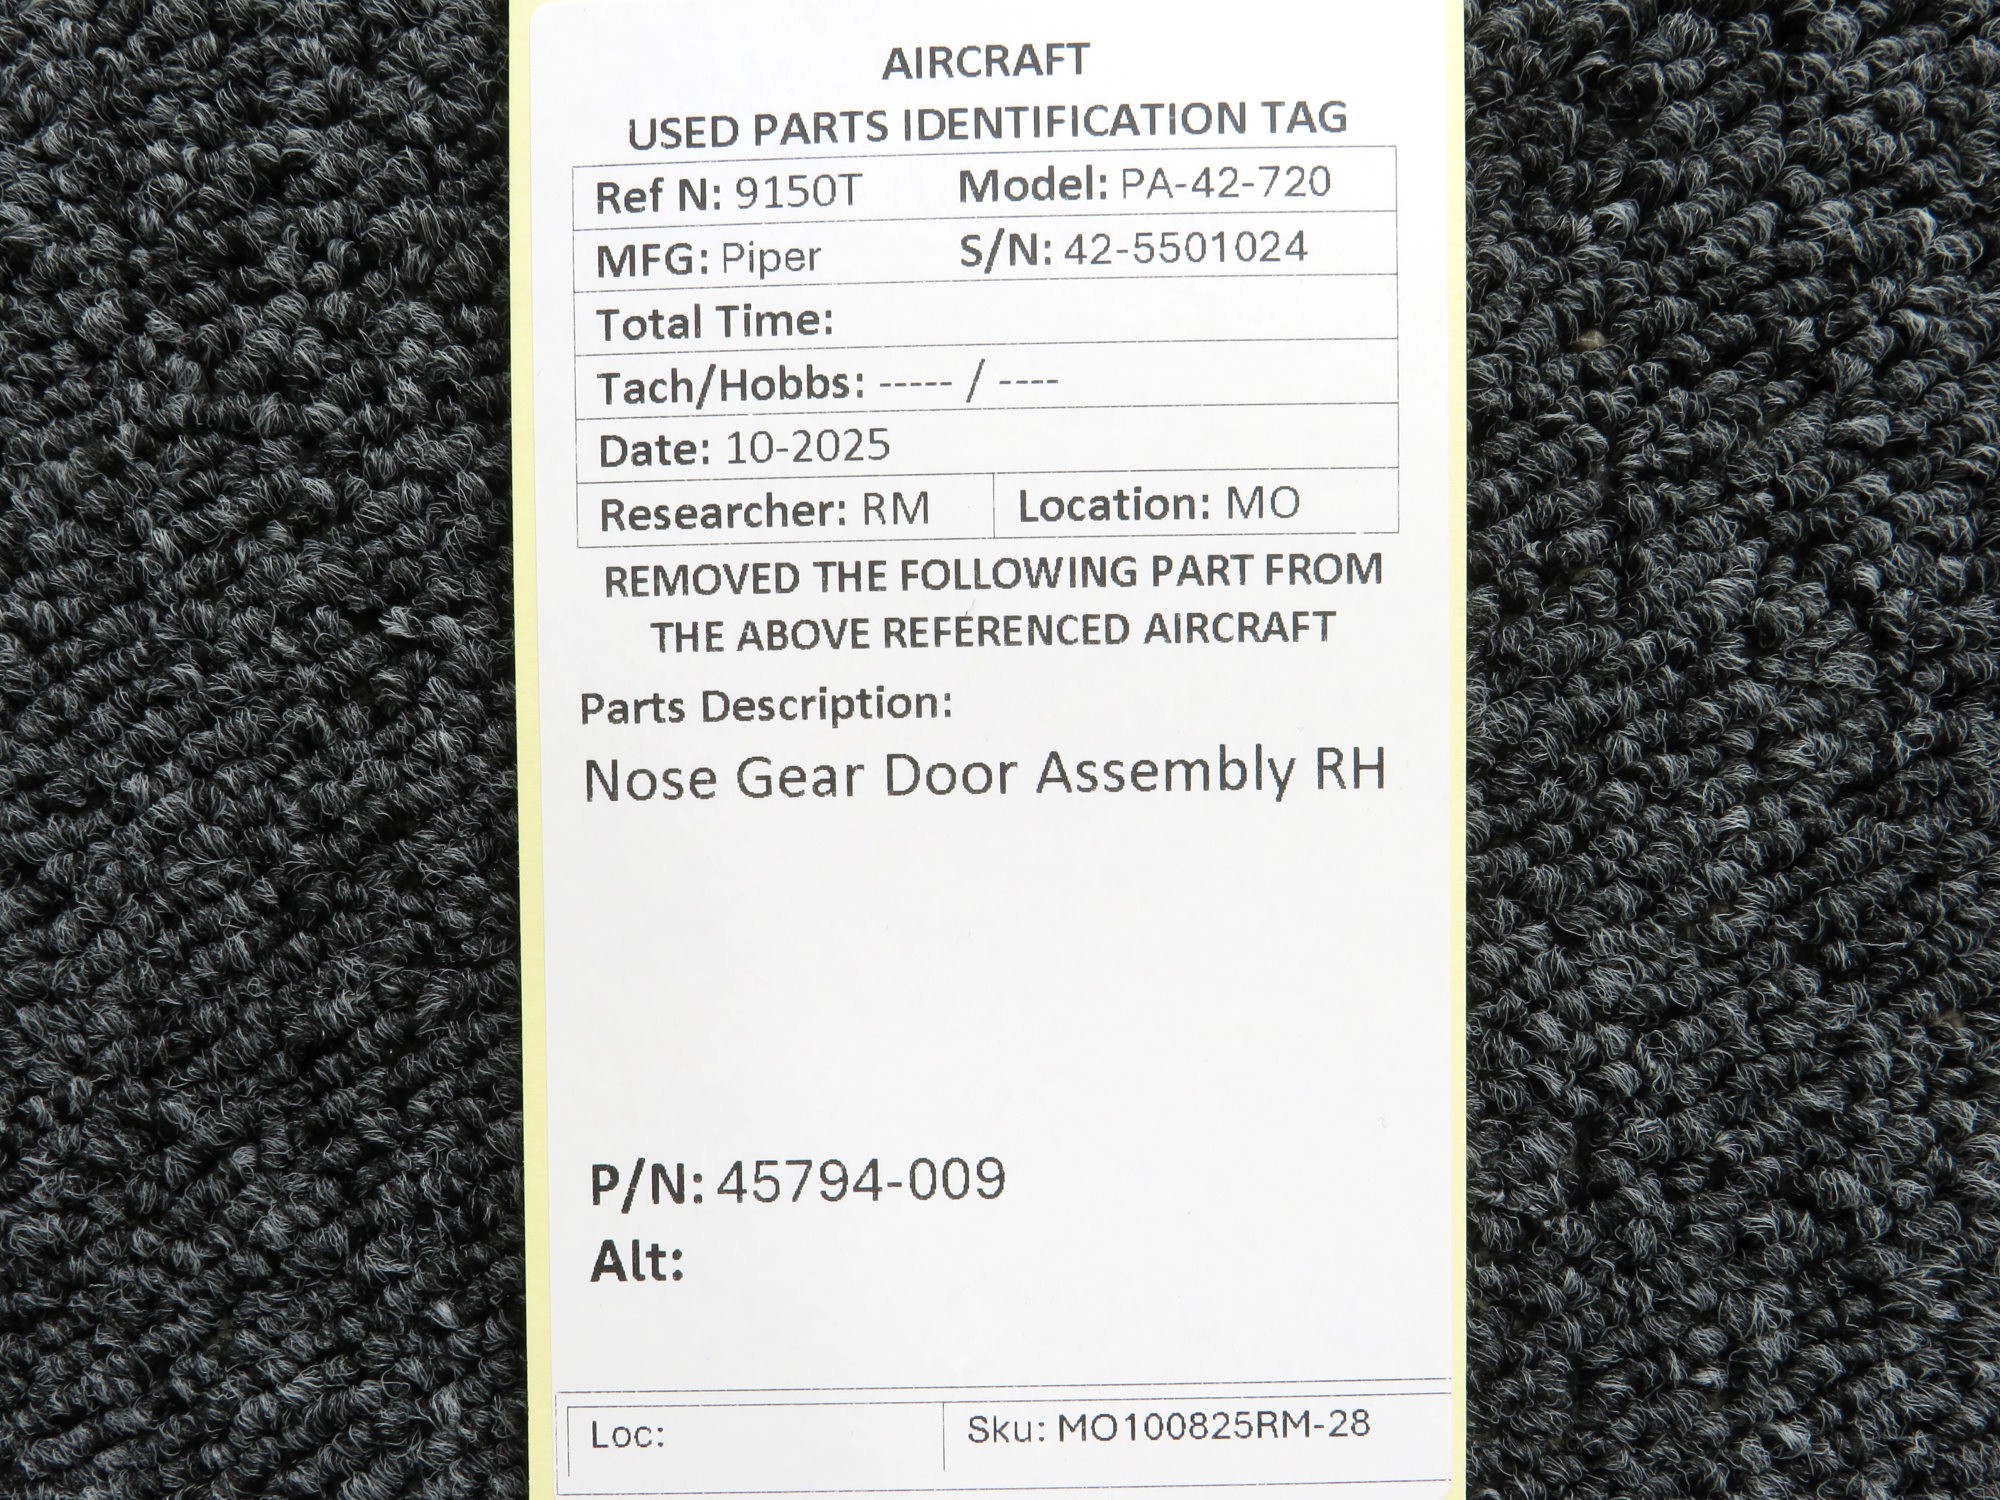 AIRCRAFT
USED PARTS IDENTIFICATION TAG
Ref N: 9150T Model: PA-42-720
MFG: Piper S/N: 42-5501024
Total Time:
Tach/Hobbs: ----- / ----
Date: 10-2025
Researcher: RM Location: MO
REMOVED THE FOLLOWING PART FROM
THE ABOVE REFERENCED AIRCRAFT
Parts Description:
Nose Gear Door Assembly RH
P/N: 45794-009
Alt:
Loc: Sku: MO100825RM-28